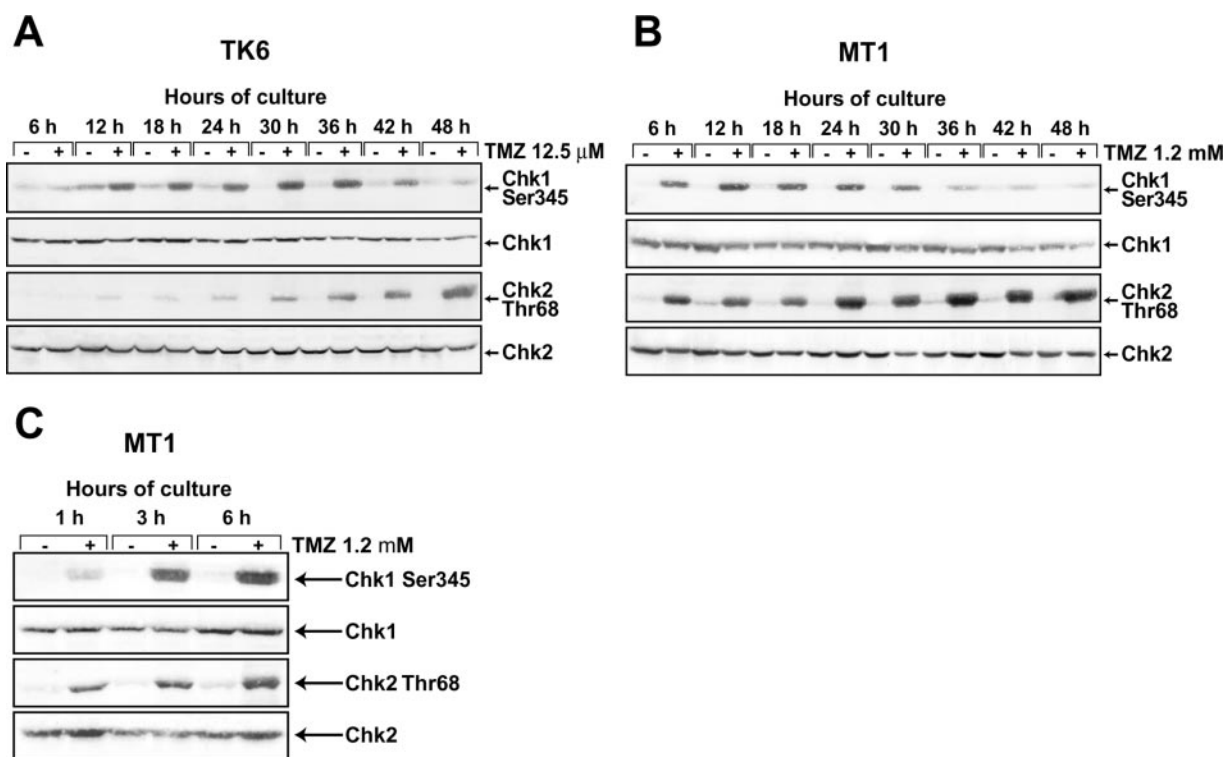 A
TK6
Hours of culture
6 h 12 h 18 h 24 h 30 h 36 h 42 h 48 h
- + - + - + - + - + - + - + - + TMZ 12.5 μM
Chk1
Ser345
Chk1
Chk2
Thr68
Chk2
B
MT1
Hours of culture
6 h 12 h 18 h 24 h 30 h 36 h 42 h 48 h
- + - + - + - + - + - + - + - + TMZ 1.2 mM
Chk1
Ser345
Chk1
Chk2
Thr68
Chk2
C
MT1
Hours of culture
1 h 3 h 6 h
- + - + - + TMZ 1.2 mM
Chk1 Ser345
Chk1
Chk2 Thr68
Chk2